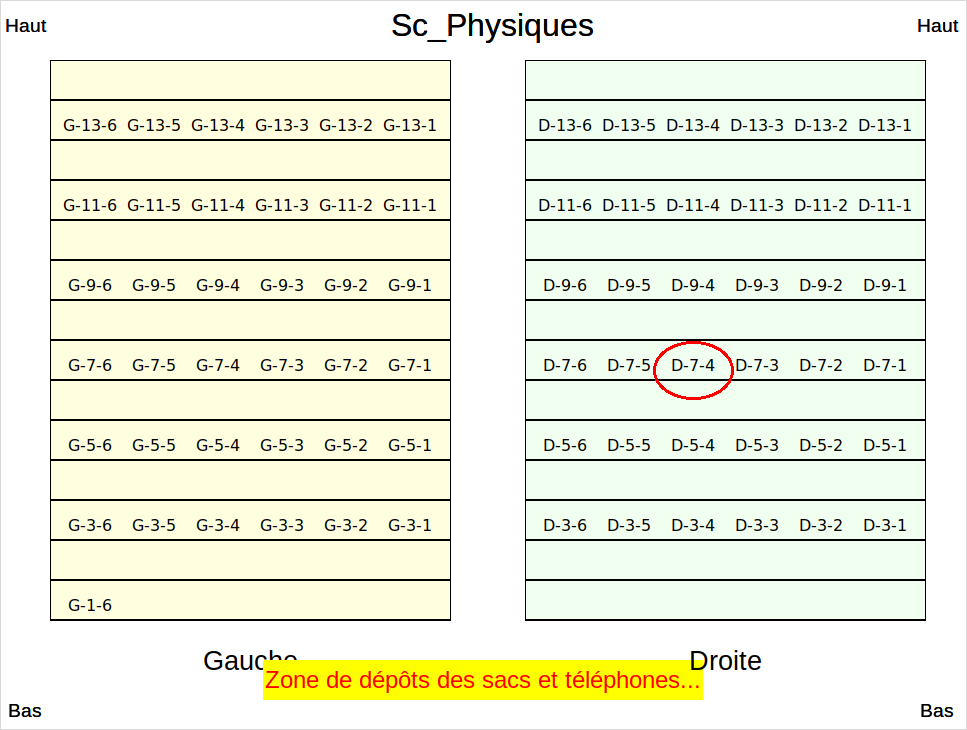 Sc_Physiques
Haut Haut
G-13-6 G-13-5 G-13-4 G-13-3 G-13-2 G-13-1 D-13-6 D-13-5 D-13-4 D-13-3 D-13-2 D-13-1
G-11-6 G-11-5 G-11-4 G-11-3 G-11-2 G-11-1 D-11-6 D-11-5 D-11-4 D-11-3 D-11-2 D-11-1
G-9-6 G-9-5 G-9-4 G-9-3 G-9-2 G-9-1 D-9-6 D-9-5 D-9-4 D-9-3 D-9-2 D-9-1
G-7-6 G-7-5 G-7-4 G-7-3 G-7-2 G-7-1 D-7-6 D-7-5 D-7-4 D-7-3 D-7-2 D-7-1
G-5-6 G-5-5 G-5-4 G-5-3 G-5-2 G-5-1 D-5-6 D-5-5 D-5-4 D-5-3 D-5-2 D-5-1
G-3-6 G-3-5 G-3-4 G-3-3 G-3-2 G-3-1 D-3-6 D-3-5 D-3-4 D-3-3 D-3-2 D-3-1
G-1-6
Gauche Droite
Zone de dépôts des sacs et téléphones...
Bas Bas